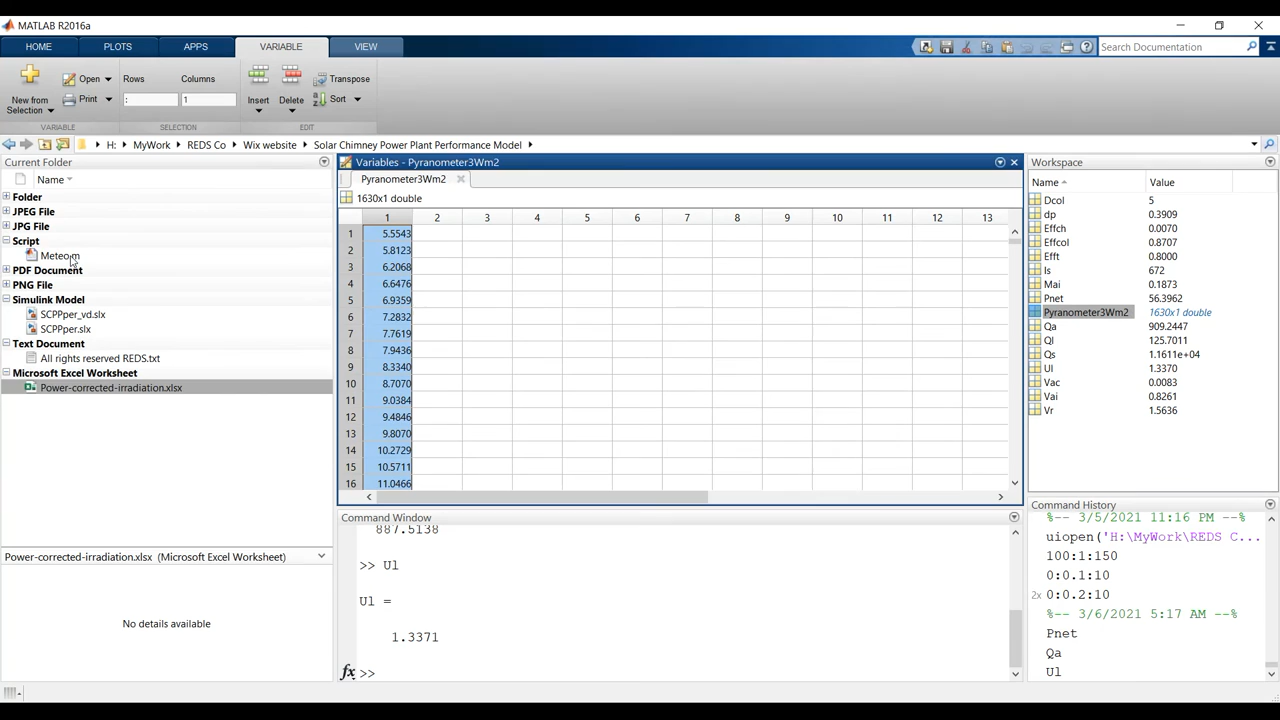 MATLAB R2016a
HOME
PLOTS
APPS
VARIABLE
VIEW
Search Documentation
New from
Selection
Open
Print
Rows
Columns
:
1
Insert
Delete
Transpose
Sort
VARIABLE
SELECTION
EDIT
H:
MyWork
REDS Co
Wix website
Solar Chimney Power Plant Performance Model
Current Folder
Name
Folder
JPEG File
JPG File
Script
Meteo.m
PDF Document
PNG File
Simulink Model
SCPPper_vd.slx
SCPPper.slx
Text Document
All rights reserved REDS.txt
Microsoft Excel Worksheet
Power-corrected-irradiation.xlsx
Power-corrected-irradiation.xlsx (Microsoft Excel Worksheet)
No details available
Variables - Pyranometer3Wm2
Pyranometer3Wm2
1630x1 double
1 2 3 4 5 6 7 8 9 10 11 12 13
1 5.5543
2 5.8123
3 6.2068
4 6.6476
5 6.9359
6 7.2832
7 7.7619
8 7.9436
9 8.3340
10 8.7070
11 9.0384
12 9.4846
13 9.8070
14 10.2729
15 10.5711
16 11.0466
Command Window
887.5138
>> Ul
Ul =
1.3371
fx >>
Workspace
Name Value
Dcol 5
dp 0.3909
Effch 0.0070
Effcol 0.8707
Efft 0.8000
Is 672
Mai 0.1873
Pnet 56.3962
Pyranometer3Wm2 1630x1 double
Qa 909.2447
Ql 125.7011
Qs 1.1611e+04
Ul 1.3370
Vac 0.0083
Vai 0.8261
Vr 1.5636
Command History
%-- 3/5/2021 11:16 PM --%
uiopen('H:\MyWork\REDS C...
100:1:150
0:0.1:10
2x 0:0.2:10
%-- 3/6/2021 5:17 AM --%
Pnet
Qa
Ul